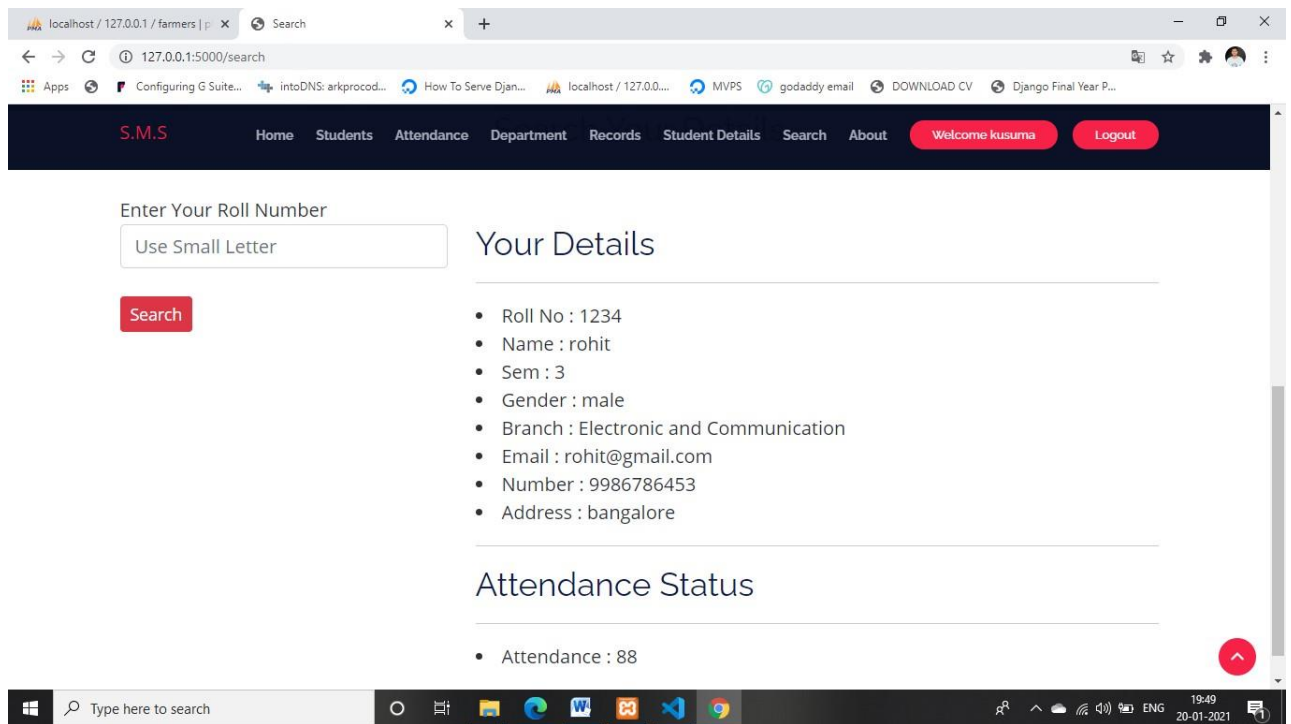 localhost / 127.0.0.1 / farmers | p
Search
127.0.0.1:5000/search
Apps
Configuring G Suite...
intoDNS: arkprocod...
How To Serve Djan...
localhost / 127.0.0....
MVPS
godaddy email
DOWNLOAD CV
Django Final Year P...
S.M.S
Home Students Attendance Department Records Student Details Search About Welcome kusuma Logout
Enter Your Roll Number
Use Small Letter
Search
Your Details
Roll No : 1234
Name : rohit
Sem : 3
Gender : male
Branch : Electronic and Communication
Email : rohit@gmail.com
Number : 9986786453
Address : bangalore
Attendance Status
Attendance : 88
Type here to search
ENG
19:49
20-01-2021